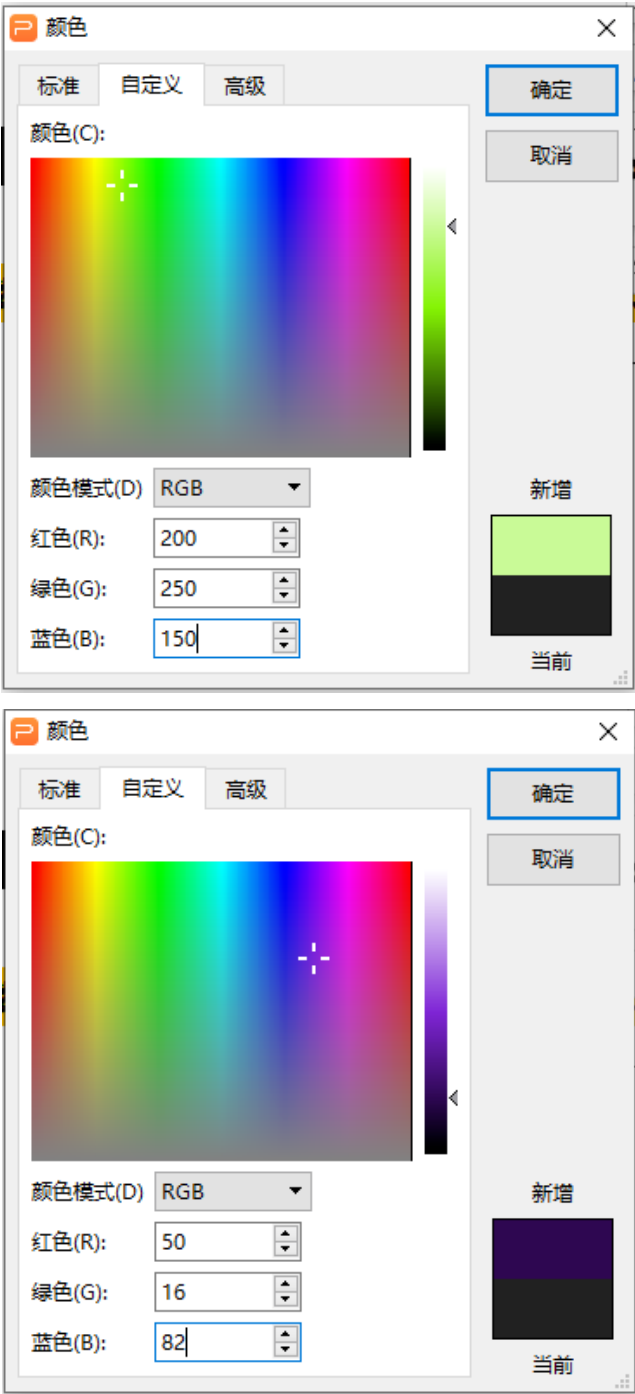 颜色
标准 自定义 高级
确定
颜色(C):
取消
颜色模式(D) RGB
新增
红色(R): 200
绿色(G): 250
蓝色(B): 150
当前
颜色
标准 自定义 高级
确定
颜色(C):
取消
颜色模式(D) RGB
新增
红色(R): 50
绿色(G): 16
蓝色(B): 82
当前